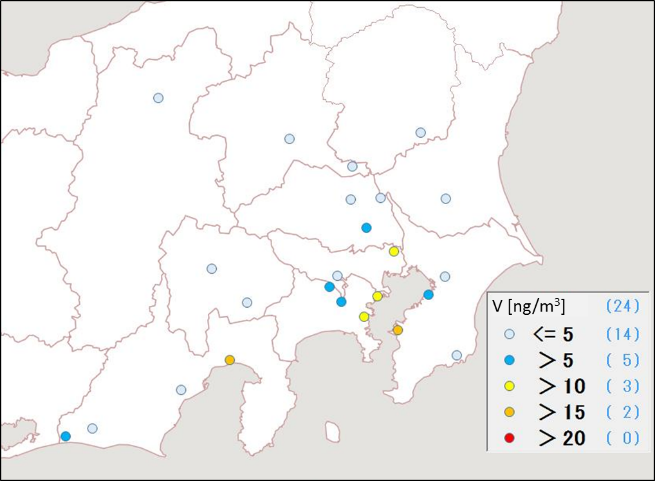 V [ng/m3] (24)
<= 5 (14)
> 5 ( 5)
> 10 ( 3)
> 15 ( 2)
> 20 ( 0)